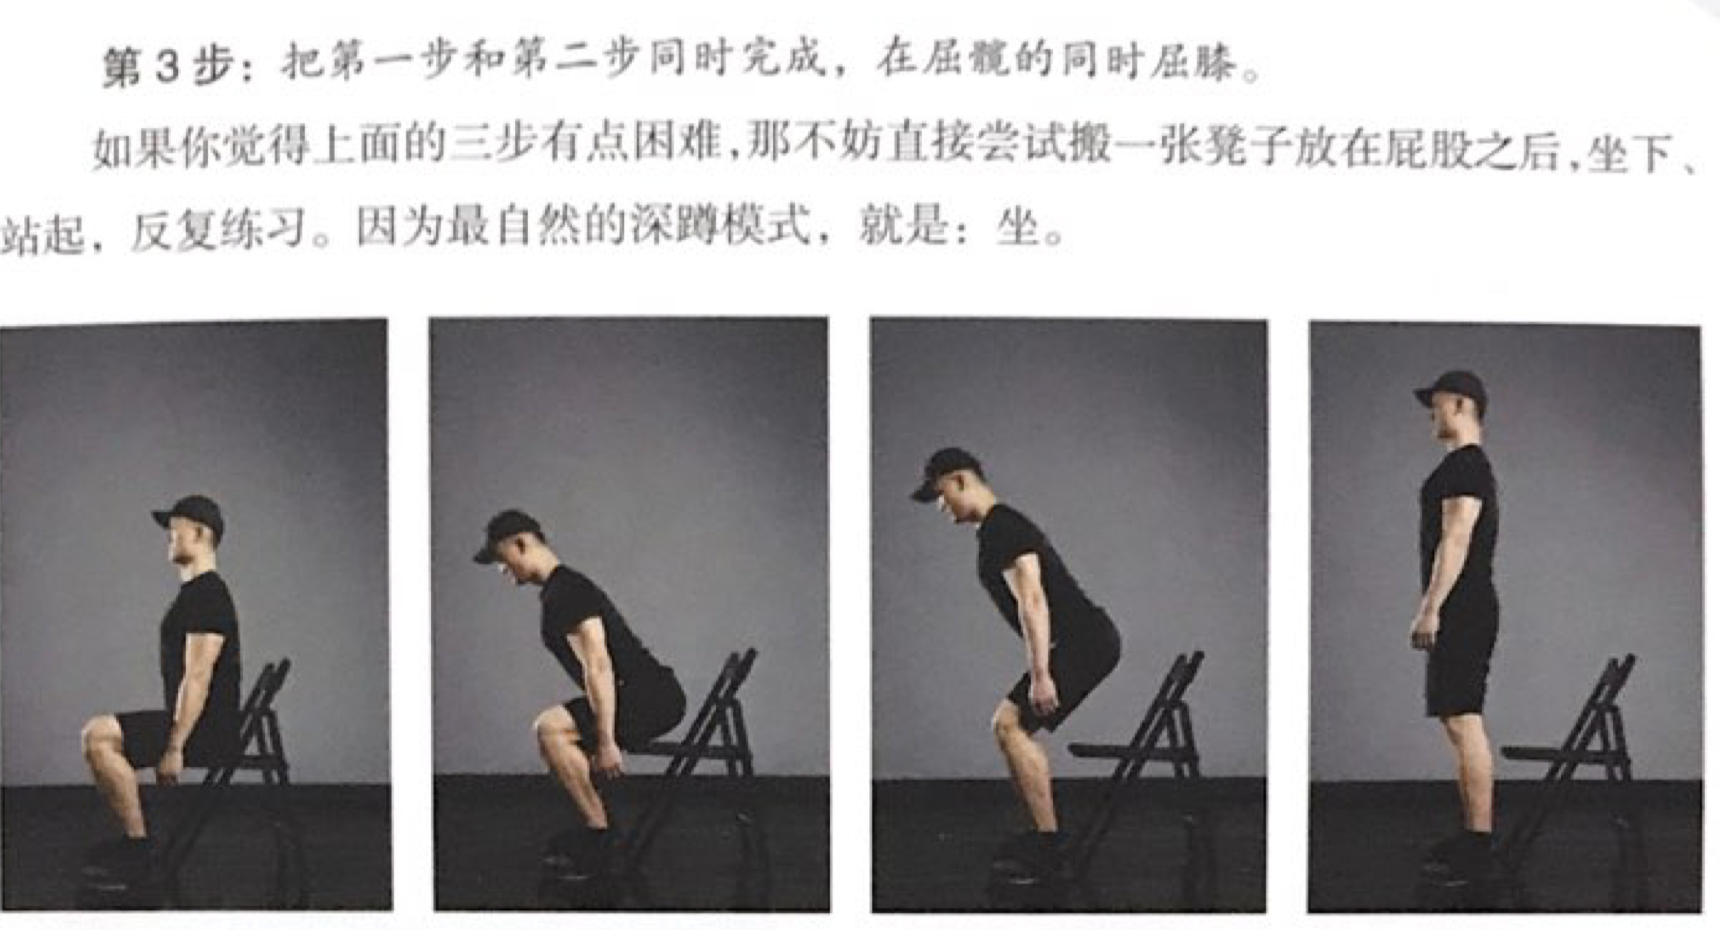 第3步：把第一步和第二步同时完成，在屈髋的同时屈膝。
如果你觉得上面的三步有点困难,那不妨直接尝试搬一张凳子放在屁股之后,坐下、
站起，反复练习。因为最自然的深蹲模式，就是：坐。